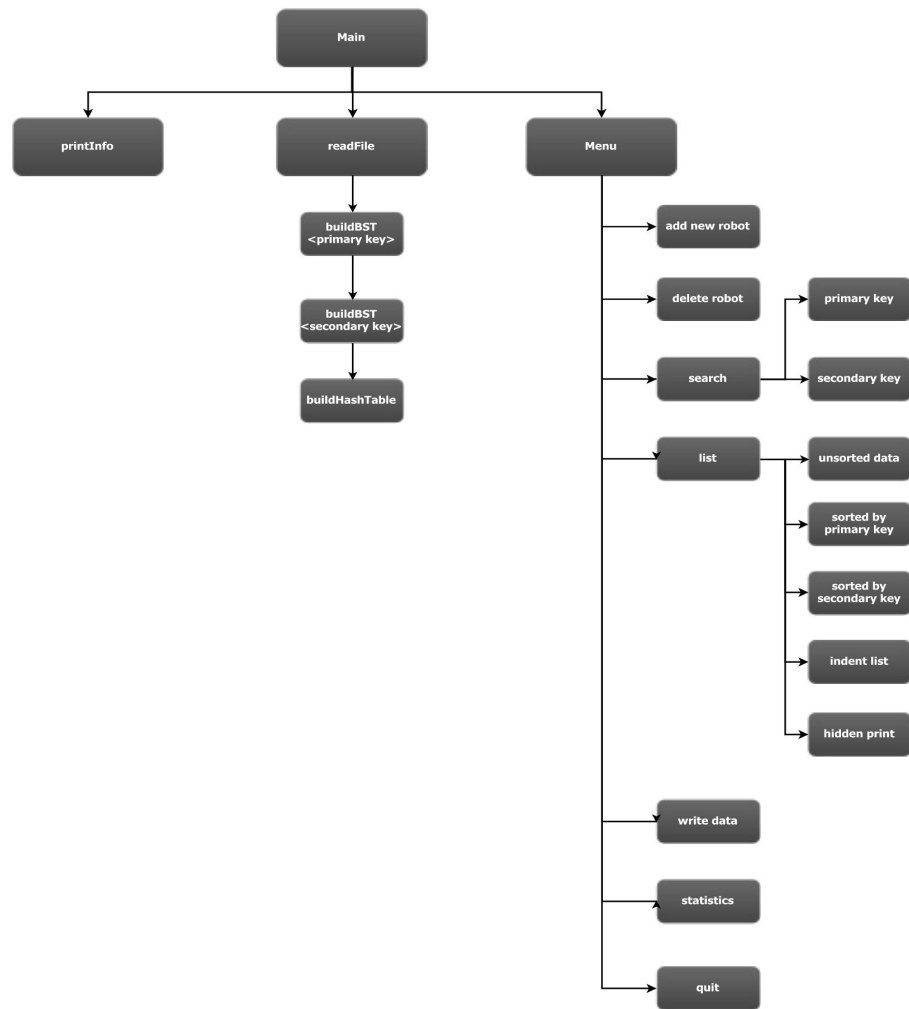 Main
printInfo
readFile
Menu
buildBST
<primary key>
buildBST
<secondary key>
buildHashTable
add new robot
delete robot
search
primary key
secondary key
list
unsorted data
sorted by
primary key
sorted by
secondary key
indent list
hidden print
write data
statistics
quit